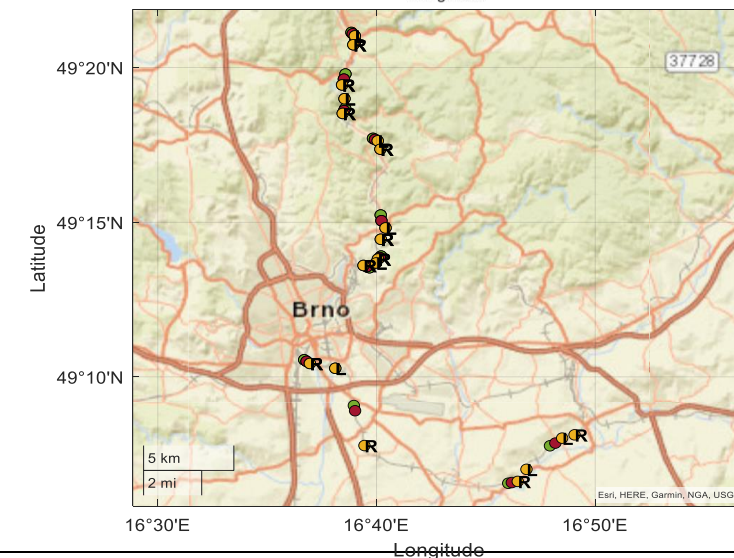 49°20'N
37728
49°15'N
Latitude
Brno
49°10'N
5 km
2 mi
Esri, HERE, Garmin, NGA, USG
16°30'E
16°40'E
16°50'E
Longitude
R
R
L
R
L
R
L
R
R
R
L
R
L
R
L
R
L
R